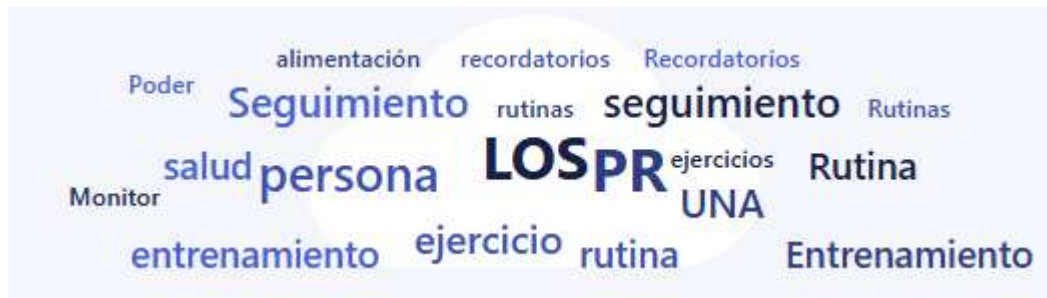 alimentación recordatorios Recordatorios
Poder Seguimiento rutinas seguimiento Rutinas
salud persona LOS PR ejercicios Rutina
Monitor UNA
entrenamiento ejercicio rutina Entrenamiento